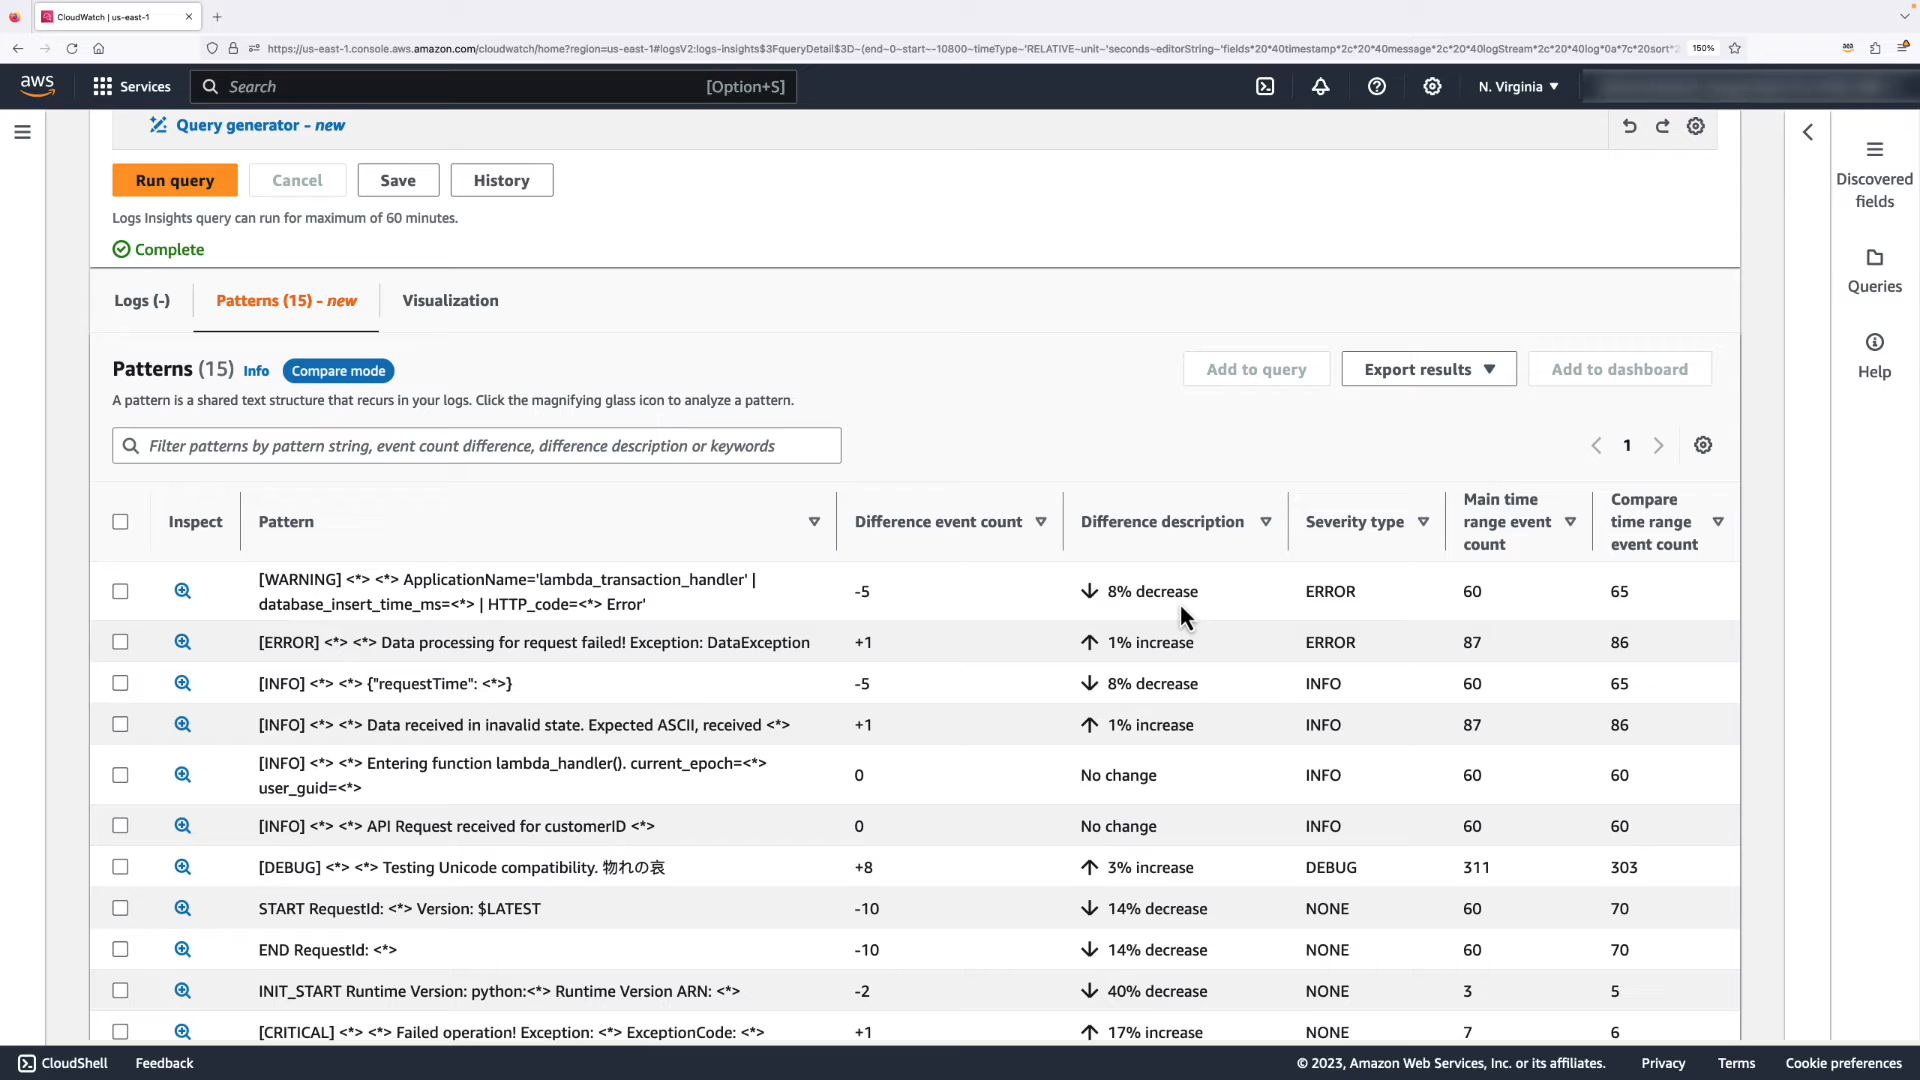 CloudWatch | us-east-1
https://us-east-1.console.aws.amazon.com/cloudwatch/home?region=us-east-1#logsV2:logs-insights$3FqueryDetail$3D~(end~0~start~-10800~timeType~'RELATIVE~unit~'seconds~editorString~'fields*20*40timestamp*2c*20*40message*2c*20*40logStream*2c*20*40log*0a*7c*20sort*2
150%
aws
Services
Search
[Option+S]
N. Virginia ▼
Query generator - new
Run query
Cancel
Save
History
Logs Insights query can run for maximum of 60 minutes.
Complete
Logs (-)
Patterns (15) - new
Visualization
Patterns (15) Info Compare mode
Add to query
Export results ▼
Add to dashboard
A pattern is a shared text structure that recurs in your logs. Click the magnifying glass icon to analyze a pattern.
Filter patterns by pattern string, event count difference, difference description or keywords
1
Inspect
Pattern
Difference event count
Difference description
Severity type
Main time
range event
count
Compare
time range
event count
[WARNING] <*> <*> ApplicationName='lambda_transaction_handler' |
database_insert_time_ms=<*> | HTTP_code=<*> Error'
-5
8% decrease
ERROR
60
65
[ERROR] <*> <*> Data processing for request failed! Exception: DataException
+1
1% increase
ERROR
87
86
[INFO] <*> <*> {"requestTime": <*>}
-5
8% decrease
INFO
60
65
[INFO] <*> <*> Data received in inavalid state. Expected ASCII, received <*>
+1
1% increase
INFO
87
86
[INFO] <*> <*> Entering function lambda_handler(). current_epoch=<*>
user_guid=<*>
0
No change
INFO
60
60
[INFO] <*> <*> API Request received for customerID <*>
0
No change
INFO
60
60
[DEBUG] <*> <*> Testing Unicode compatibility. 物れの哀
+8
3% increase
DEBUG
311
303
START RequestId: <*> Version: $LATEST
-10
14% decrease
NONE
60
70
END RequestId: <*>
-10
14% decrease
NONE
60
70
INIT_START Runtime Version: python:<*> Runtime Version ARN: <*>
-2
40% decrease
NONE
3
5
[CRITICAL] <*> <*> Failed operation! Exception: <*> ExceptionCode: <*>
+1
17% increase
NONE
7
6
Discovered
fields
Queries
Help
CloudShell
Feedback
© 2023, Amazon Web Services, Inc. or its affiliates.
Privacy
Terms
Cookie preferences